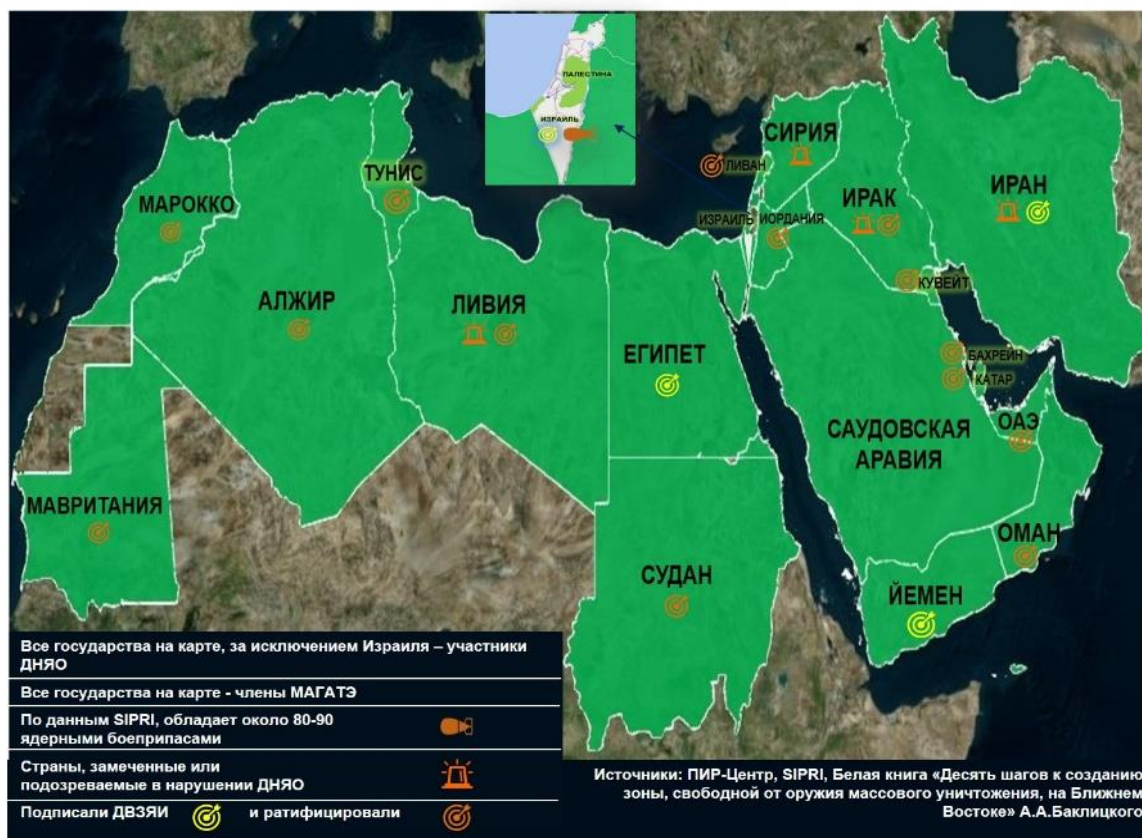 ПАЛЕСТИНА
ИЗРАИЛЬ
СИРИЯ
ЛИВАН
ТУНИС
ИРАК
ИРАН
МАРОККО
ИЗРАИЛЬ
ИОРДАНИЯ
КУВЕЙТ
АЛЖИР
ЛИВИЯ
ЕГИПЕТ
БАХРЕЙН
КАТАР
САУДОВСКАЯ
АРАВИЯ
ОАЭ
МАВРИТАНИЯ
ОМАН
СУДАН
ЙЕМЕН
Все государства на карте, за исключением Израиля – участники
ДНЯО
Все государства на карте - члены МАГАТЭ
По данным SIPRI, обладает около 80-90
ядерными боеприпасами
Страны, замеченные или
подозреваемые в нарушении ДНЯО
Подписали ДВЗЯИ и ратифицировали
Источники: ПИР-Центр, SIPRI, Белая книга «Десять шагов к созданию
зоны, свободной от оружия массового уничтожения, на Ближнем
Востоке» А.А.Баклицкого